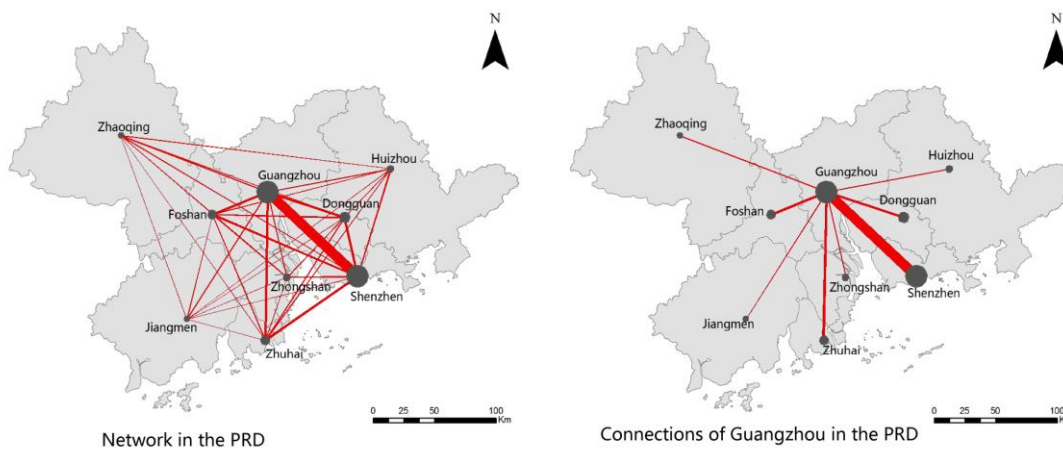 N
Zhaoqing
Huizhou
Guangzhou
Dongguan
Foshan
Zhongshan
Shenzhen
Jiangmen
Zhuhai
0 25 50 100
Km
Network in the PRD
N
Zhaoqing
Huizhou
Guangzhou
Dongguan
Foshan
Zhongshan
Shenzhen
Jiangmen
Zhuhai
0 25 50 100
Km
Connections of Guangzhou in the PRD